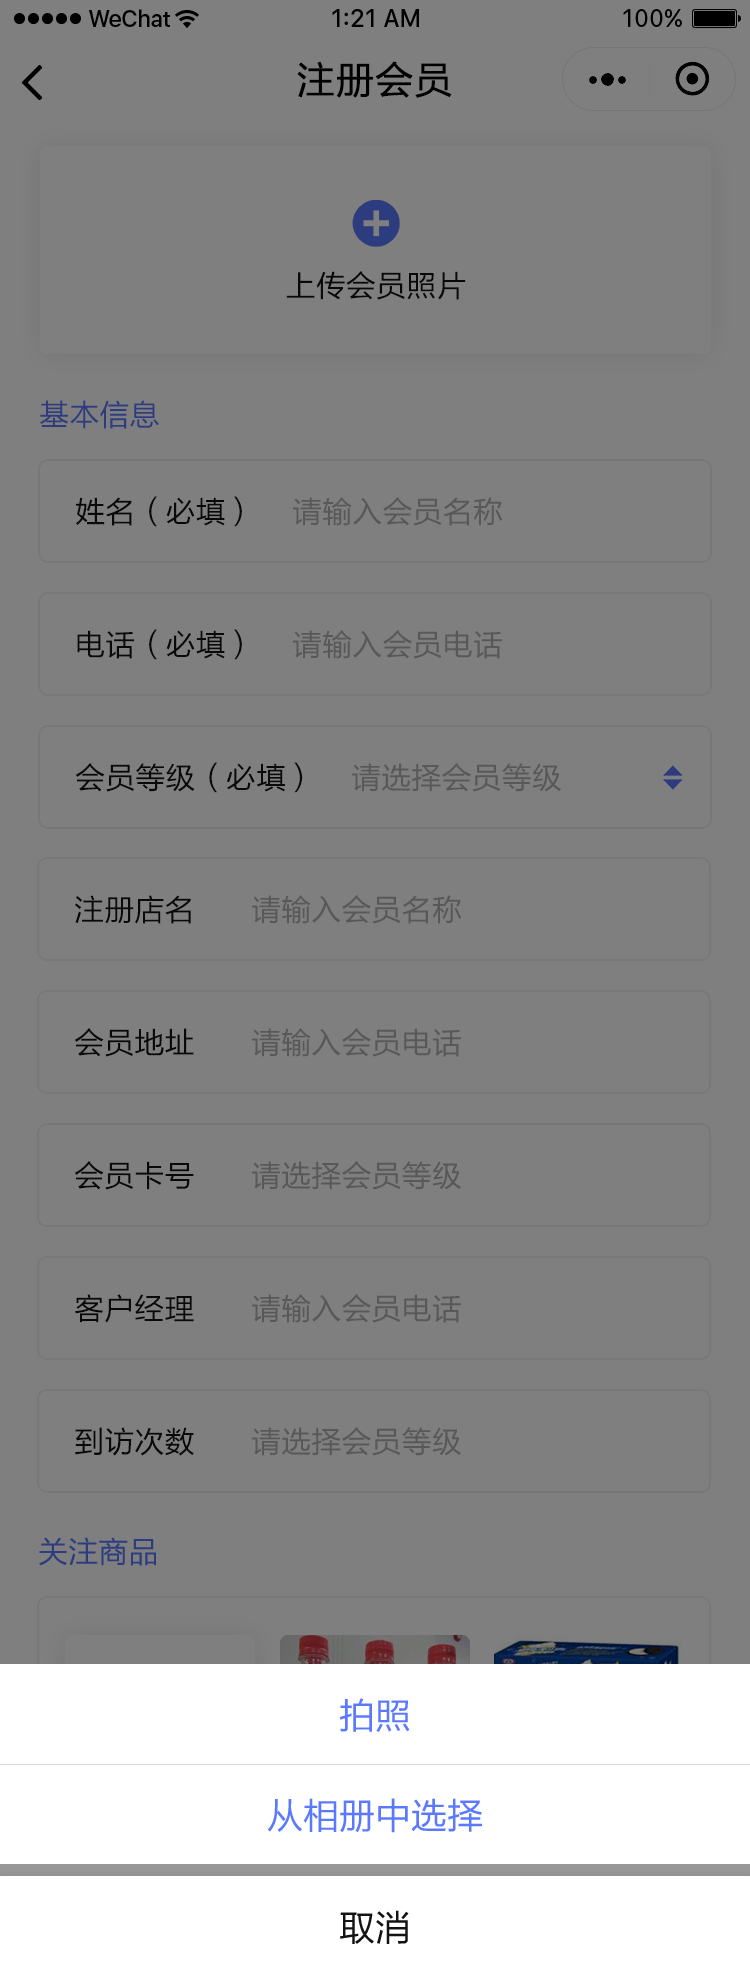 WeChat 1:21 AM 100%
注册会员
上传会员照片
基本信息
姓名（必填） 请输入会员名称
电话（必填） 请输入会员电话
会员等级（必填） 请选择会员等级
注册店名 请输入会员名称
会员地址 请输入会员电话
会员卡号 请选择会员等级
客户经理 请输入会员电话
到访次数 请选择会员等级
关注商品
拍照
从相册中选择
取消